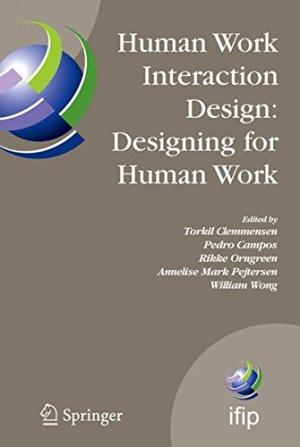 Human Work
Interaction
Design:
Designing for
Human Work
Edited by
Torkil Clemmensen
Pedro Campos
Rikke Orngreen
Annelise Mark Pejtersen
William Wong
Springer
ifip